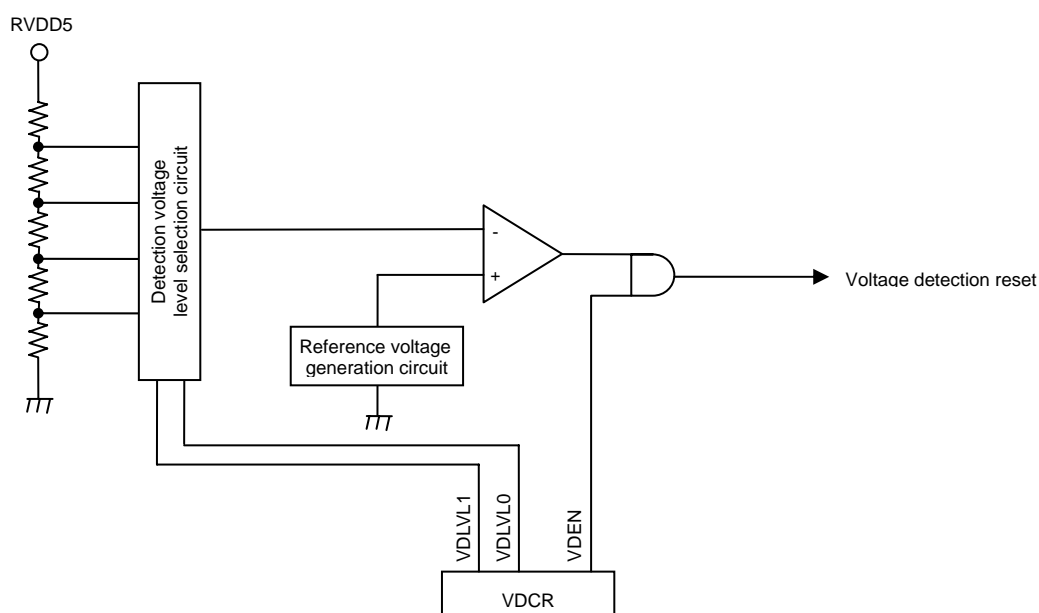 RVDD5
Detection voltage
level selection circuit
-
+
Voltage detection reset
Reference voltage
generation circuit
VDLVL1
VDLVL0
VDEN
VDCR